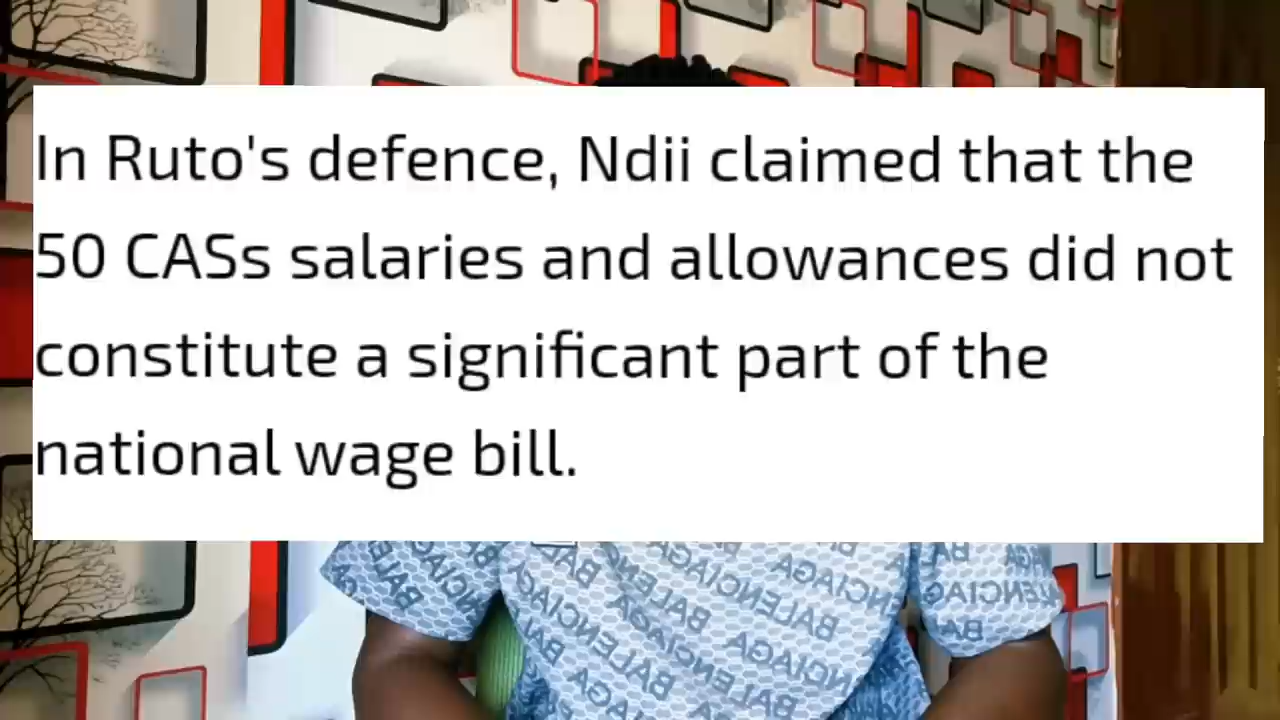 In Ruto's defence, Ndii claimed that the
50 CASs salaries and allowances did not
constitute a significant part of the
national wage bill.
BALENCIAGA